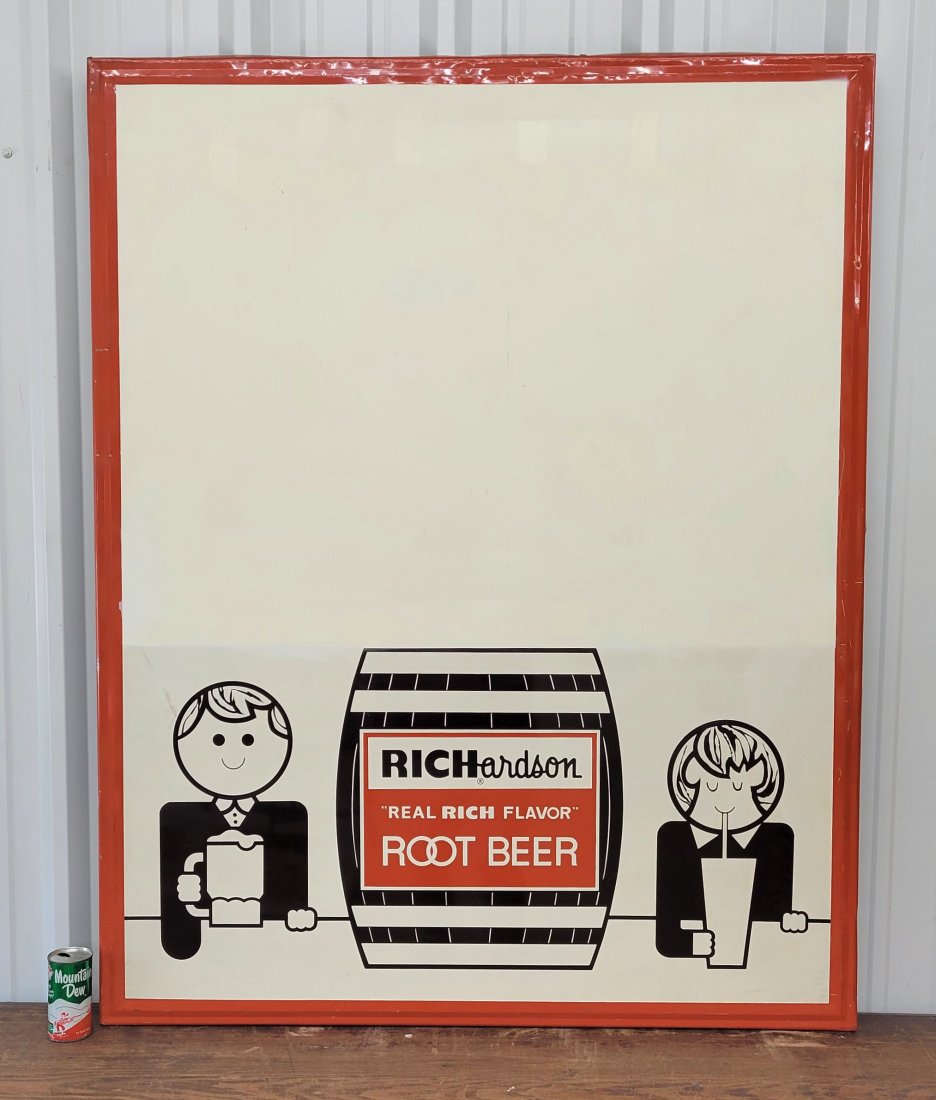 RICHardson
®
"REAL RICH FLAVOR"
ROOT BEER
Mountain
Dew